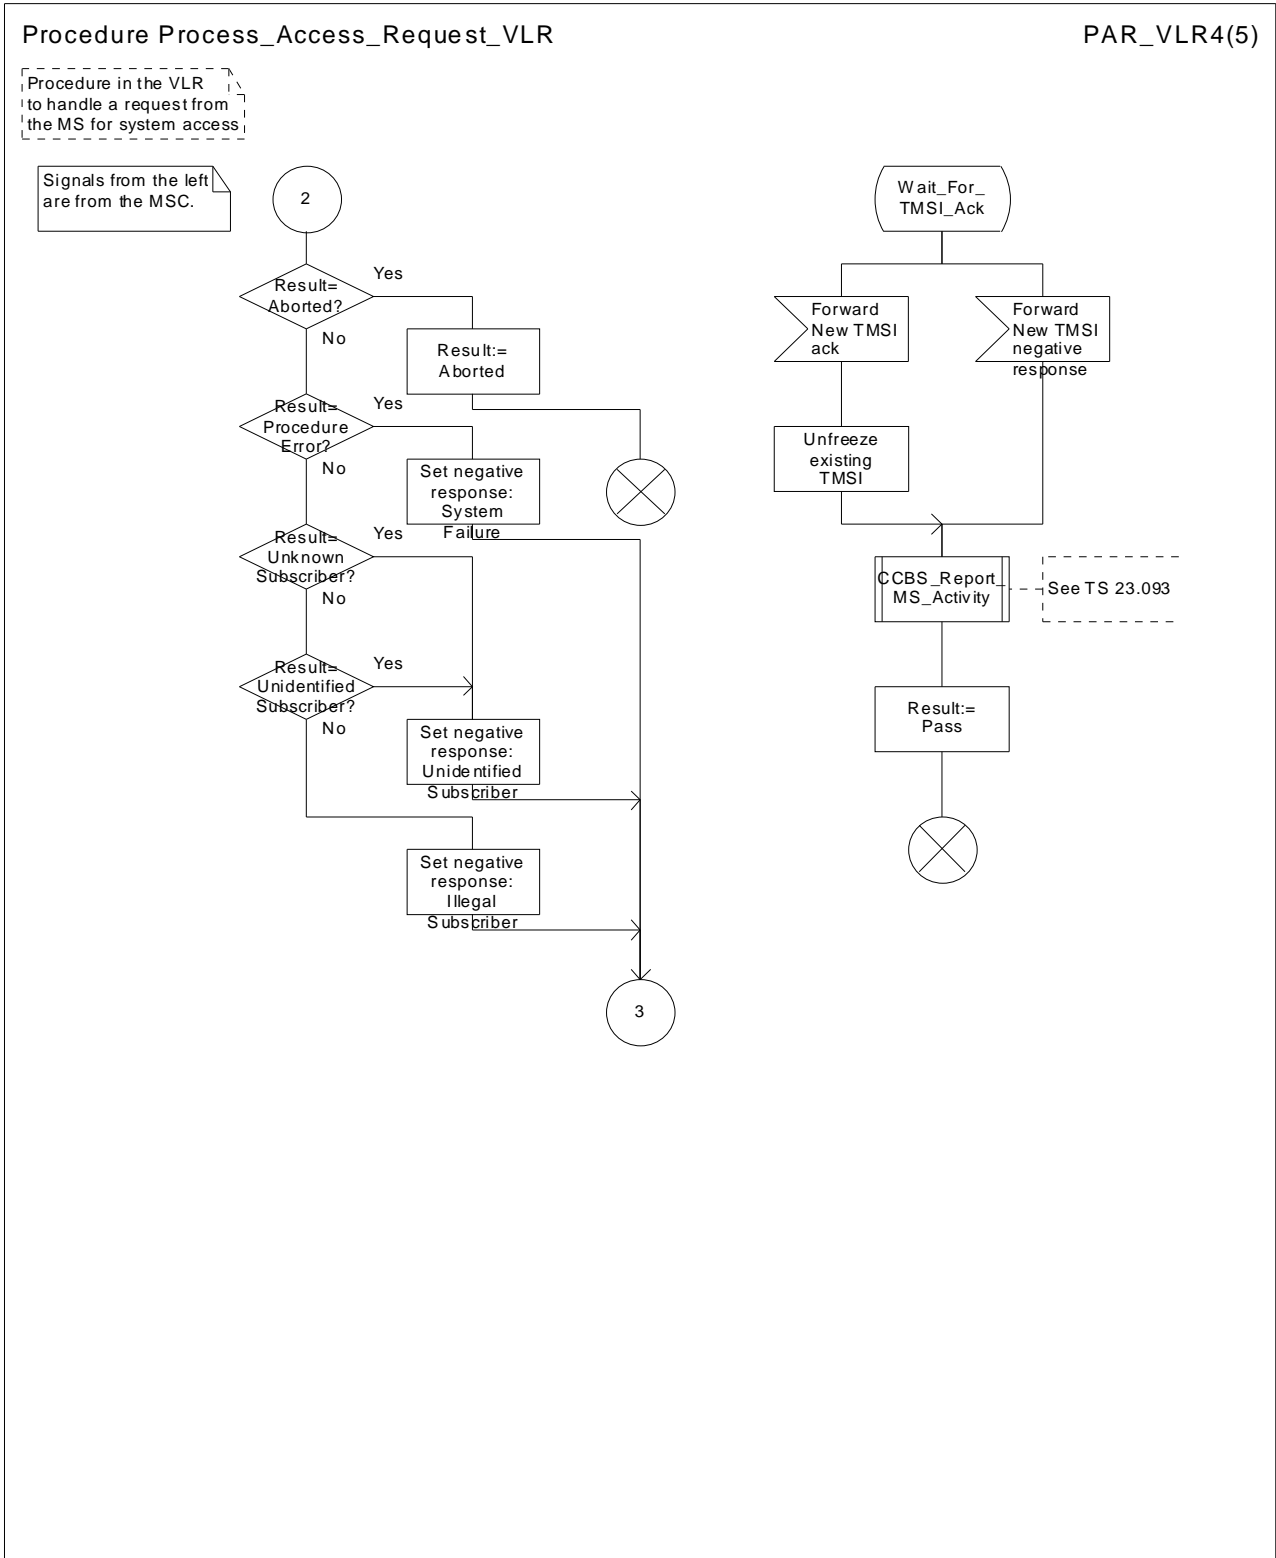 Procedure Process_Access_Request_VLR
PAR_VLR4(5)
Procedure in the VLR
to handle a request from
the MS for system access
Signals from the left
are from the MSC.
2
Result=
Aborted?
Yes
No
Result:=
Aborted
Result=
Procedure
Error?
Yes
No
Set negative
response:
System
Failure
Result=
Unknown
Subscriber?
Yes
No
Result=
Unidentified
Subscriber?
Yes
No
Set negative
response:
Unidentified
Subscriber
Set negative
response:
Illegal
Subscriber
3
Wait_For_
TMSI_Ack
Forward
New TMSI
ack
Forward
New TMSI
negative
response
Unfreeze
existing
TMSI
CCBS_Report_
MS_Activity
See TS 23.093
Result:=
Pass